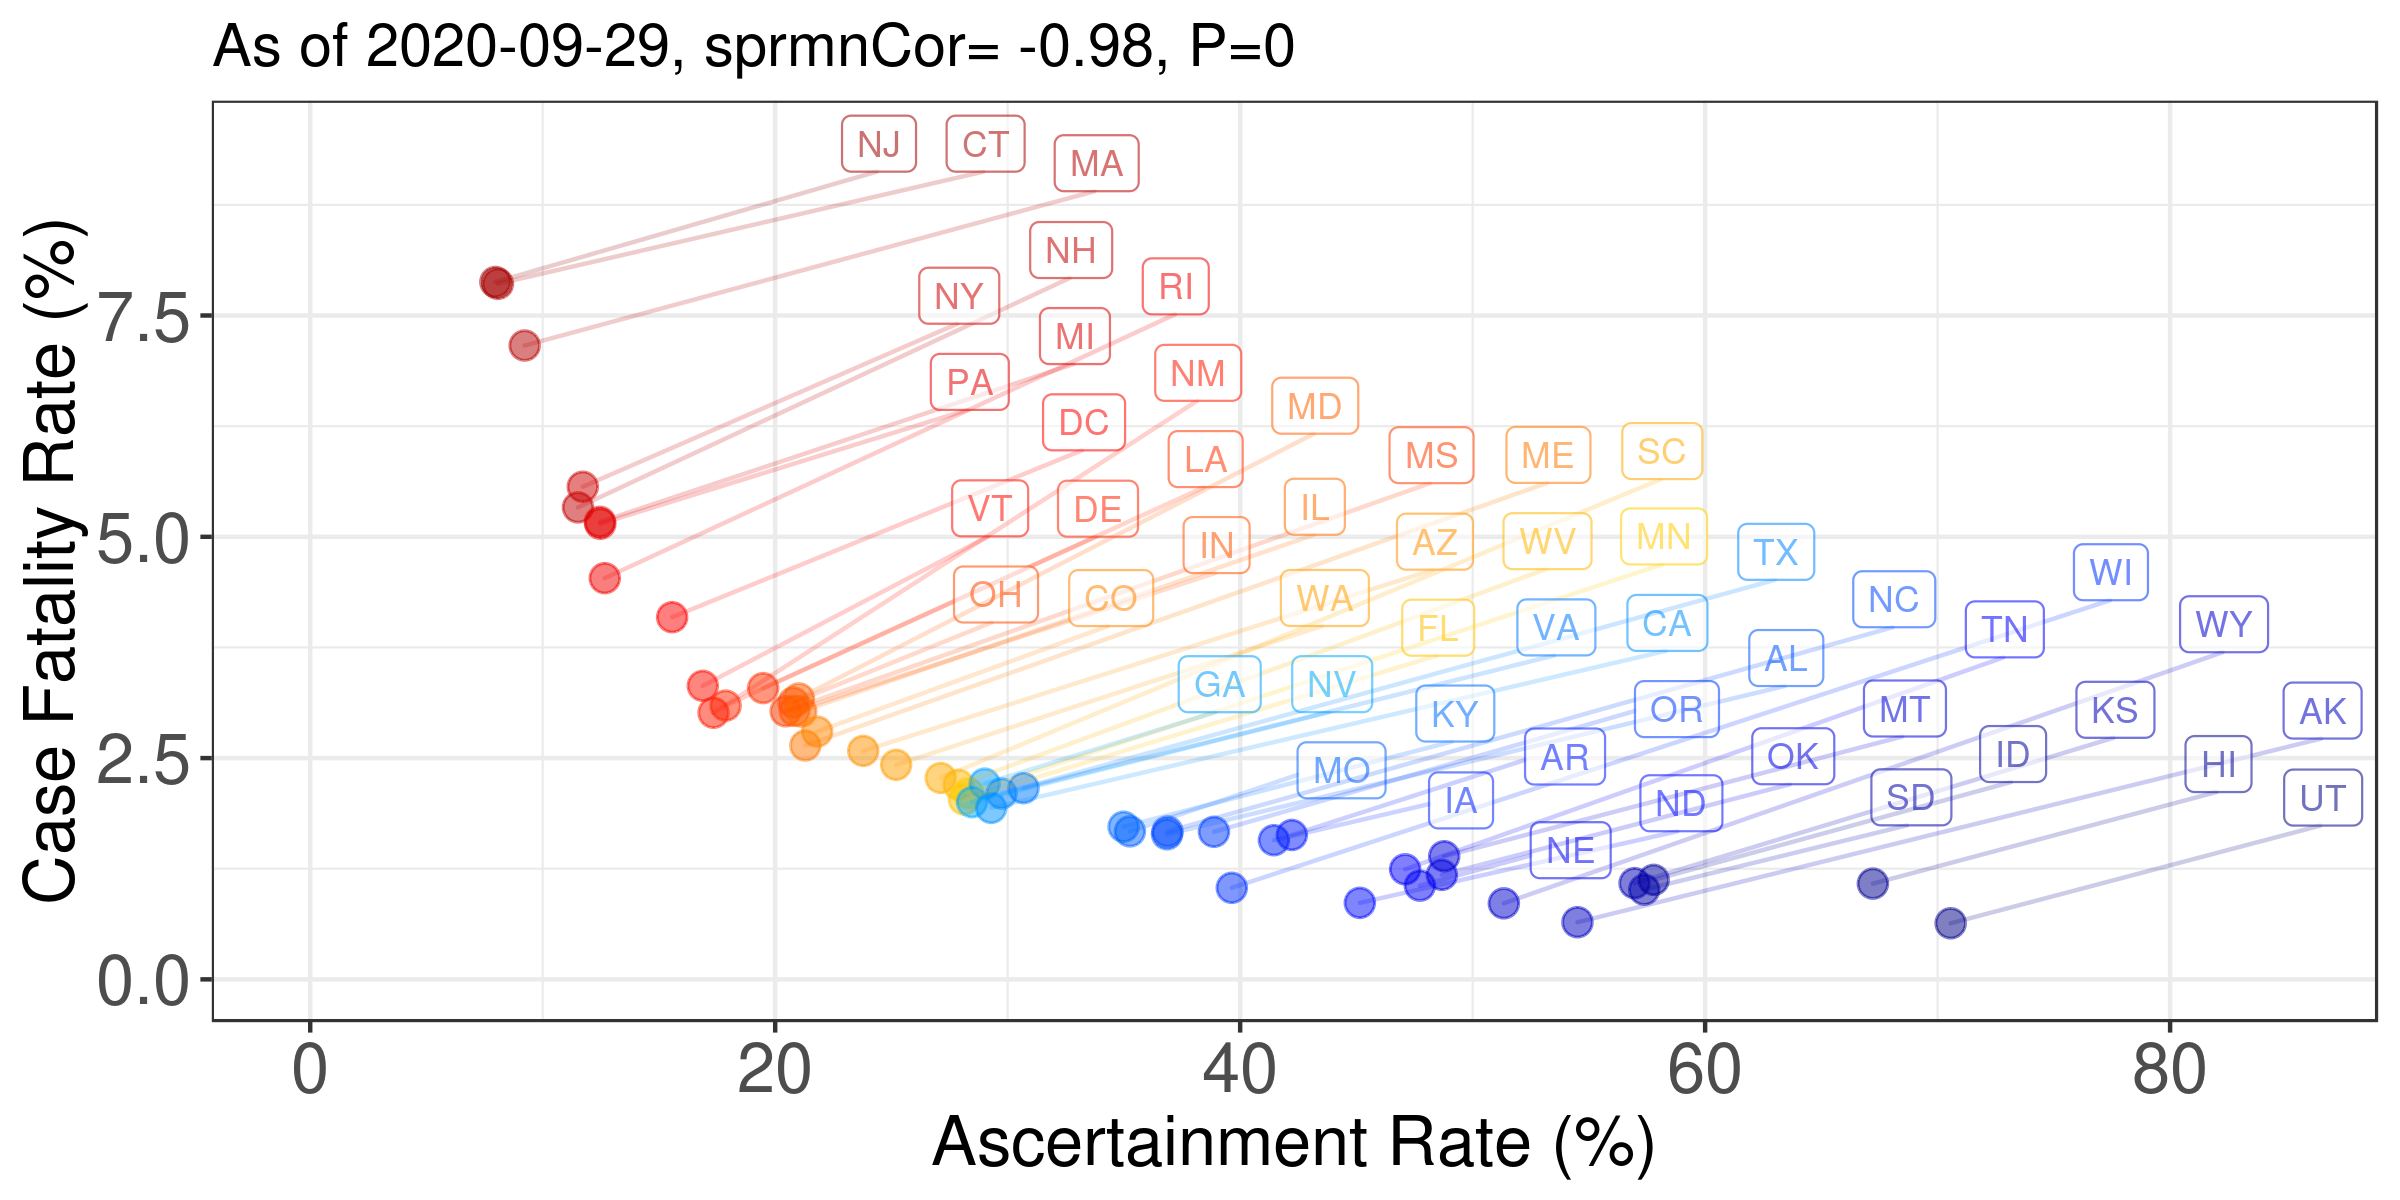 As of 2020-09-29, sprmnCor= -0.98, P=0
NJ
CT
MA
NH
RI
NY
MI
NM
PA
MD
DC
LA
MS
ME
SC
VT
DE
IL
IN
AZ
WV
MN
TX
WI
OH
CO
WA
FL
VA
CA
NC
TN
WY
AL
GA
NV
KY
OR
MT
KS
AK
MO
AR
OK
ID
HI
IA
ND
SD
UT
NE
Case Fatality Rate (%)
7.5
5.0
2.5
0.0
0
20
40
60
80
Ascertainment Rate (%)